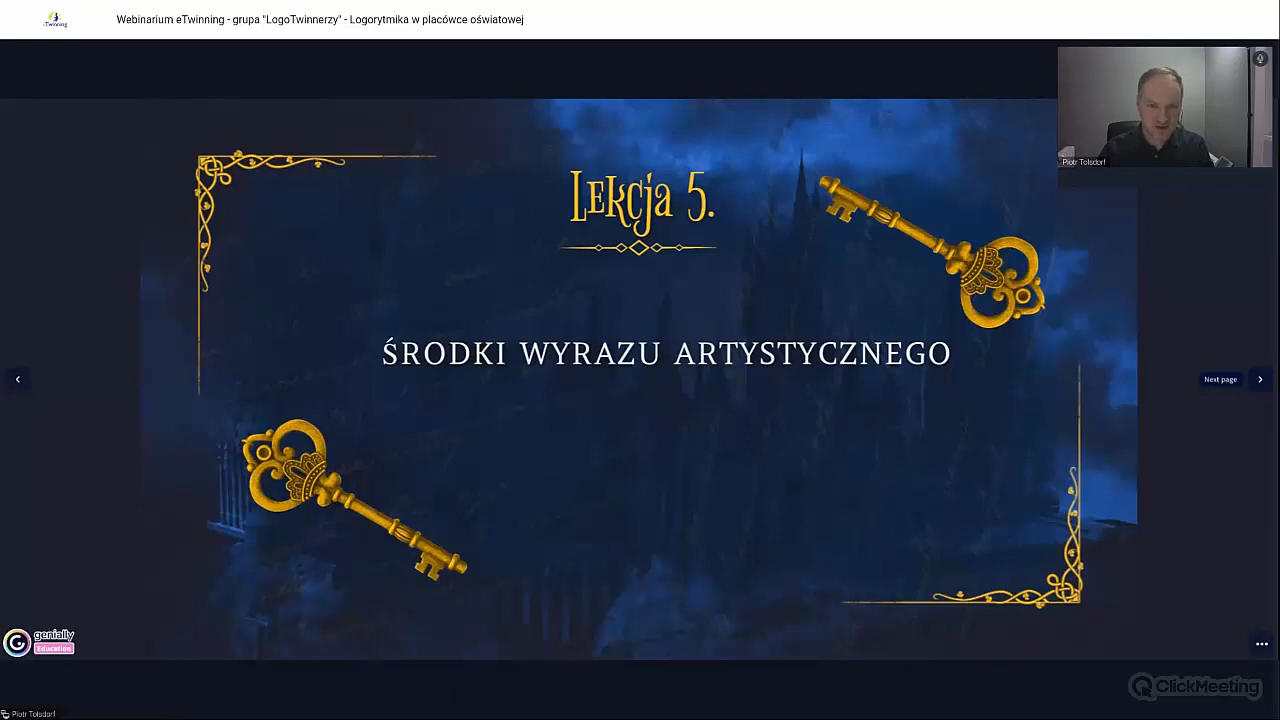 eTwinning
Webinarium eTwinning - grupa "LogoTwinnerzy" - Logorytmika w placówce oświatowej
Piotr Tolsdorf
Lekcja 5.
ŚRODKI WYRAZU ARTYSTYCZNEGO
Next page
genially
Education
ClickMeeting
Piotr Tolsdorf